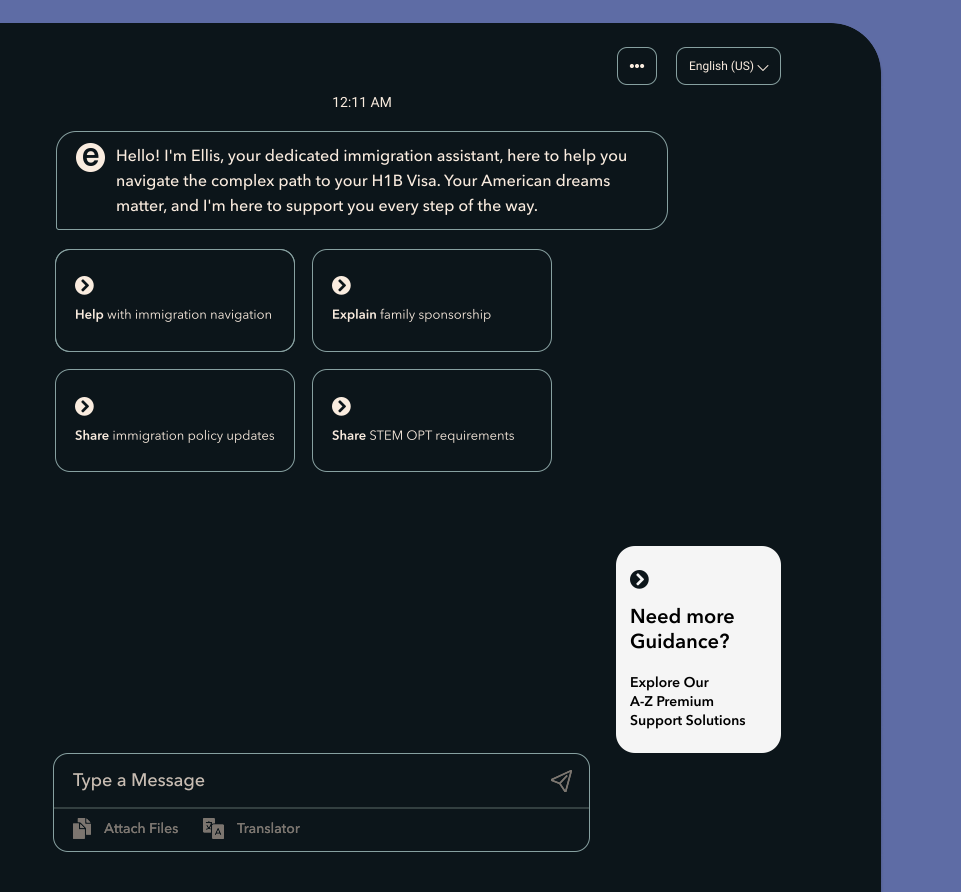 English (US)
12:11 AM
e
Hello! I'm Ellis, your dedicated immigration assistant, here to help you
navigate the complex path to your H1B Visa. Your American dreams
matter, and I'm here to support you every step of the way.
Help with immigration navigation
Explain family sponsorship
Share immigration policy updates
Share STEM OPT requirements
Need more
Guidance?
Explore Our
A-Z Premium
Support Solutions
Type a Message
Attach Files
A
Translator